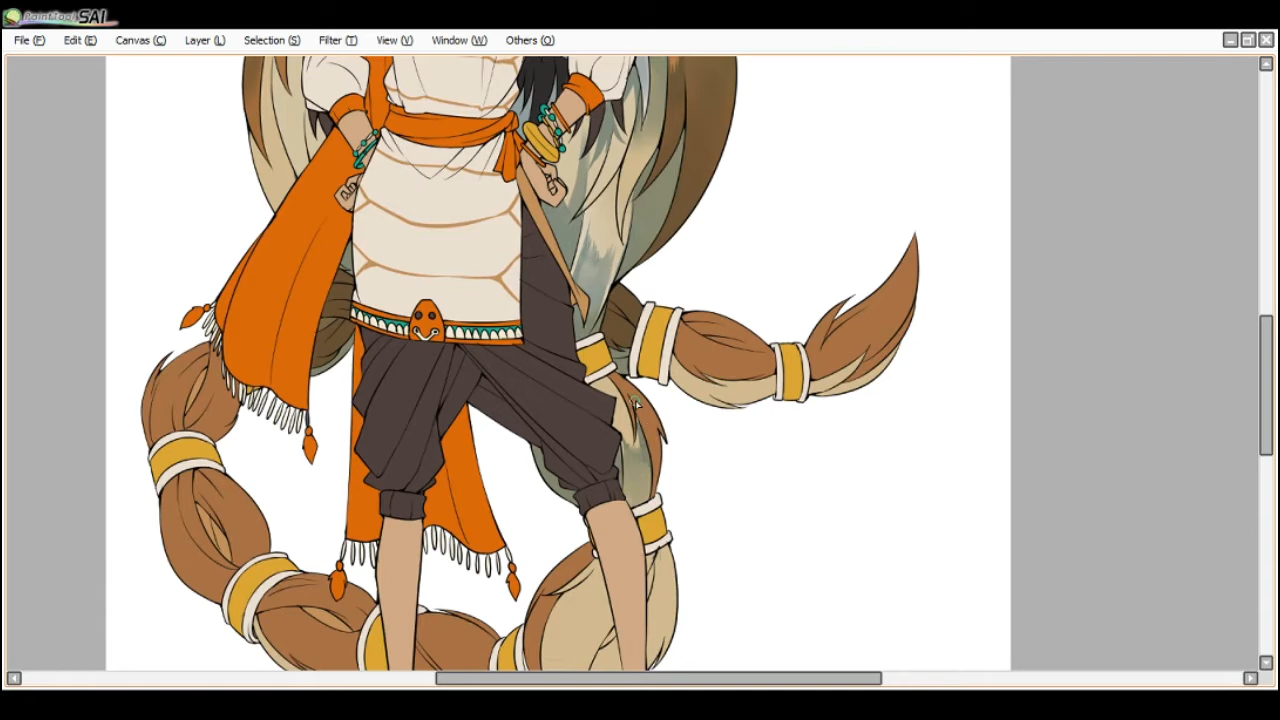 PaintTool SAI
File (F) Edit (E) Canvas (C) Layer (L) Selection (S) Filter (T) View (V) Window (W) Others (O)